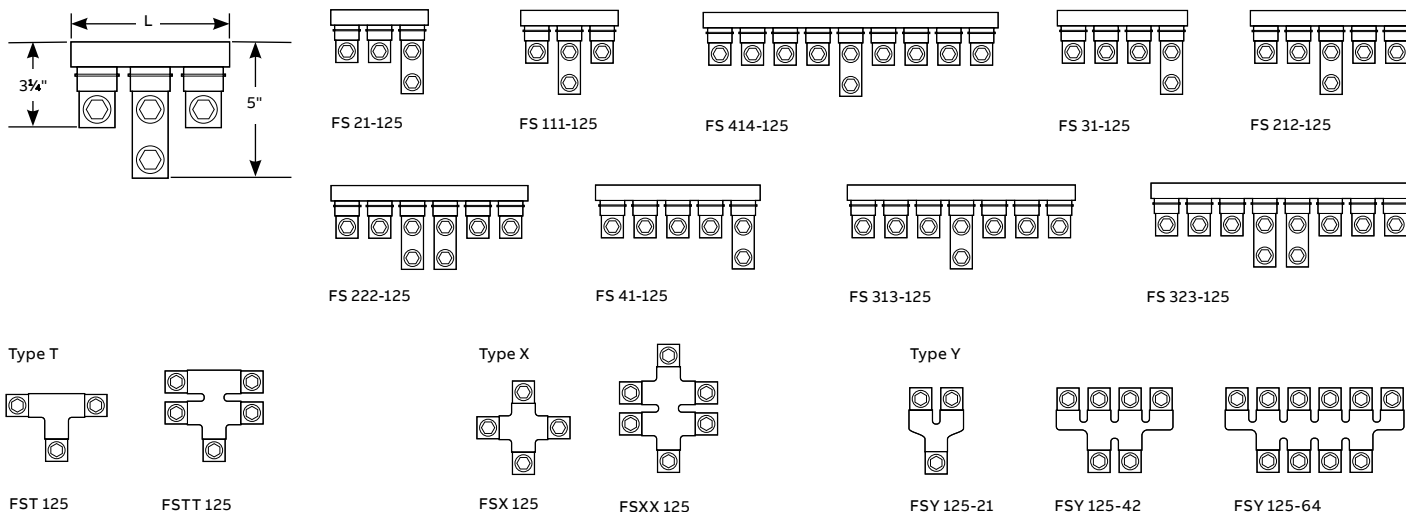 L
3¼"
5"
FS 21-125
FS 111-125
FS 414-125
FS 31-125
FS 212-125
FS 222-125
FS 41-125
FS 313-125
FS 323-125
Type T
Type X
Type Y
FST 125
FSTT 125
FSX 125
FSXX 125
FSY 125-21
FSY 125-42
FSY 125-64